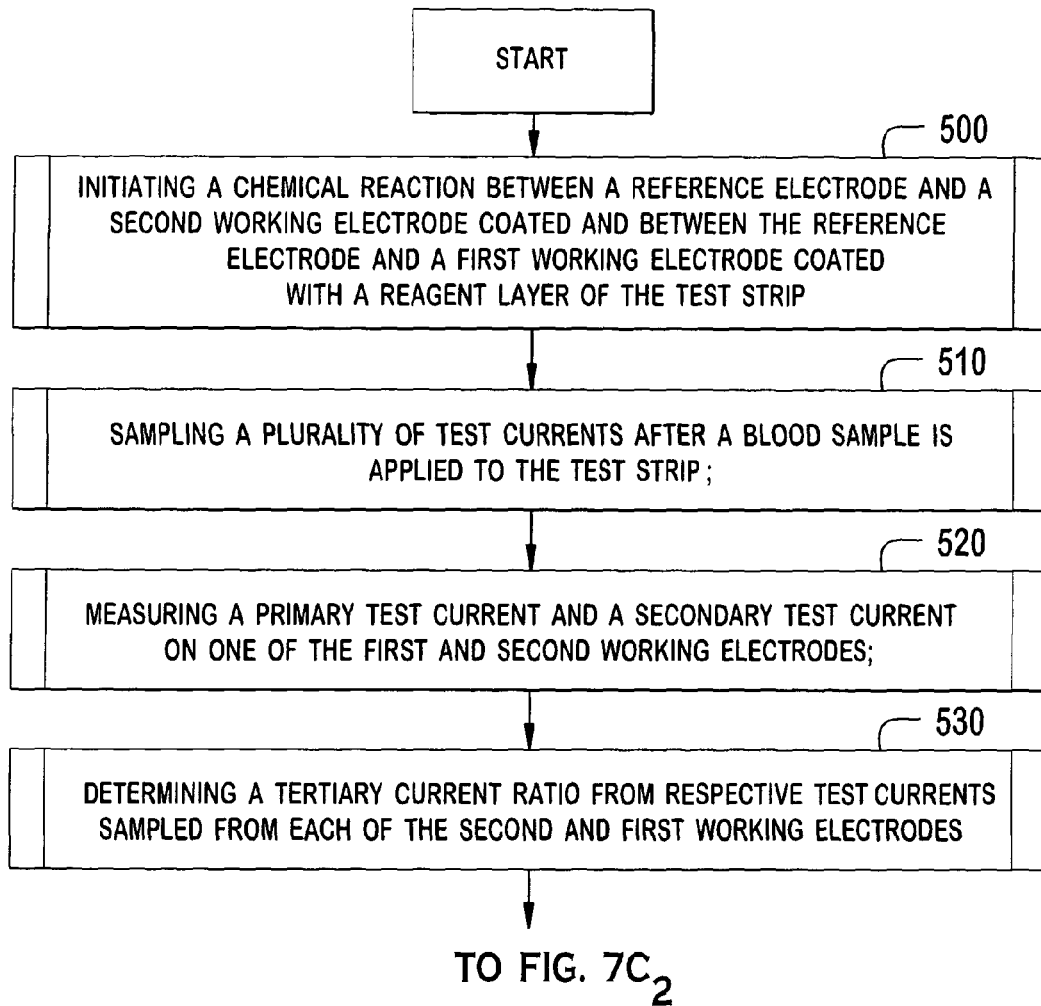 START
500
INITIATING A CHEMICAL REACTION BETWEEN A REFERENCE ELECTRODE AND A
SECOND WORKING ELECTRODE COATED AND BETWEEN THE REFERENCE
ELECTRODE AND A FIRST WORKING ELECTRODE COATED
WITH A REAGENT LAYER OF THE TEST STRIP
510
SAMPLING A PLURALITY OF TEST CURRENTS AFTER A BLOOD SAMPLE IS
APPLIED TO THE TEST STRIP;
520
MEASURING A PRIMARY TEST CURRENT AND A SECONDARY TEST CURRENT
ON ONE OF THE FIRST AND SECOND WORKING ELECTRODES;
530
DETERMINING A TERTIARY CURRENT RATIO FROM RESPECTIVE TEST CURRENTS
SAMPLED FROM EACH OF THE SECOND AND FIRST WORKING ELECTRODES
TO FIG. 7C2